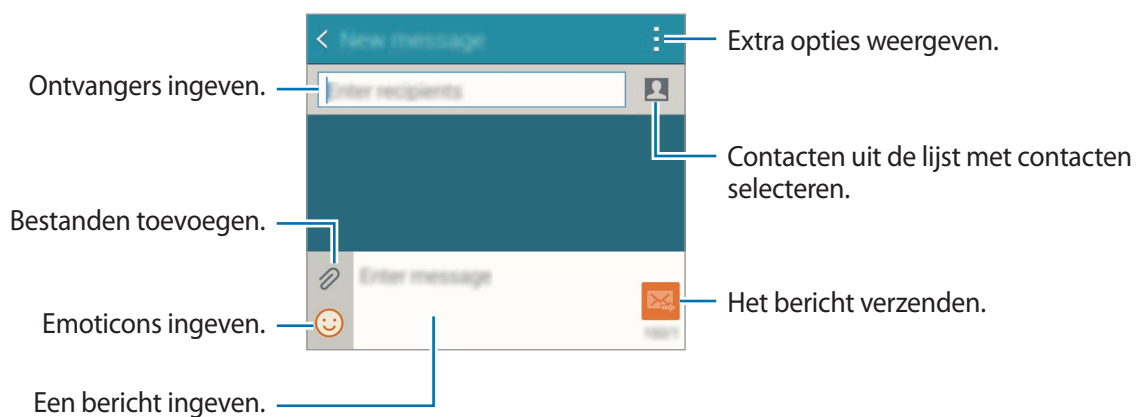 New message
Extra opties weergeven.
Ontvangers ingeven.
Enter recipients
Contacten uit de lijst met contacten
selecteren.
Bestanden toevoegen.
Enter message
Het bericht verzenden.
Emoticons ingeven.
Een bericht ingeven.